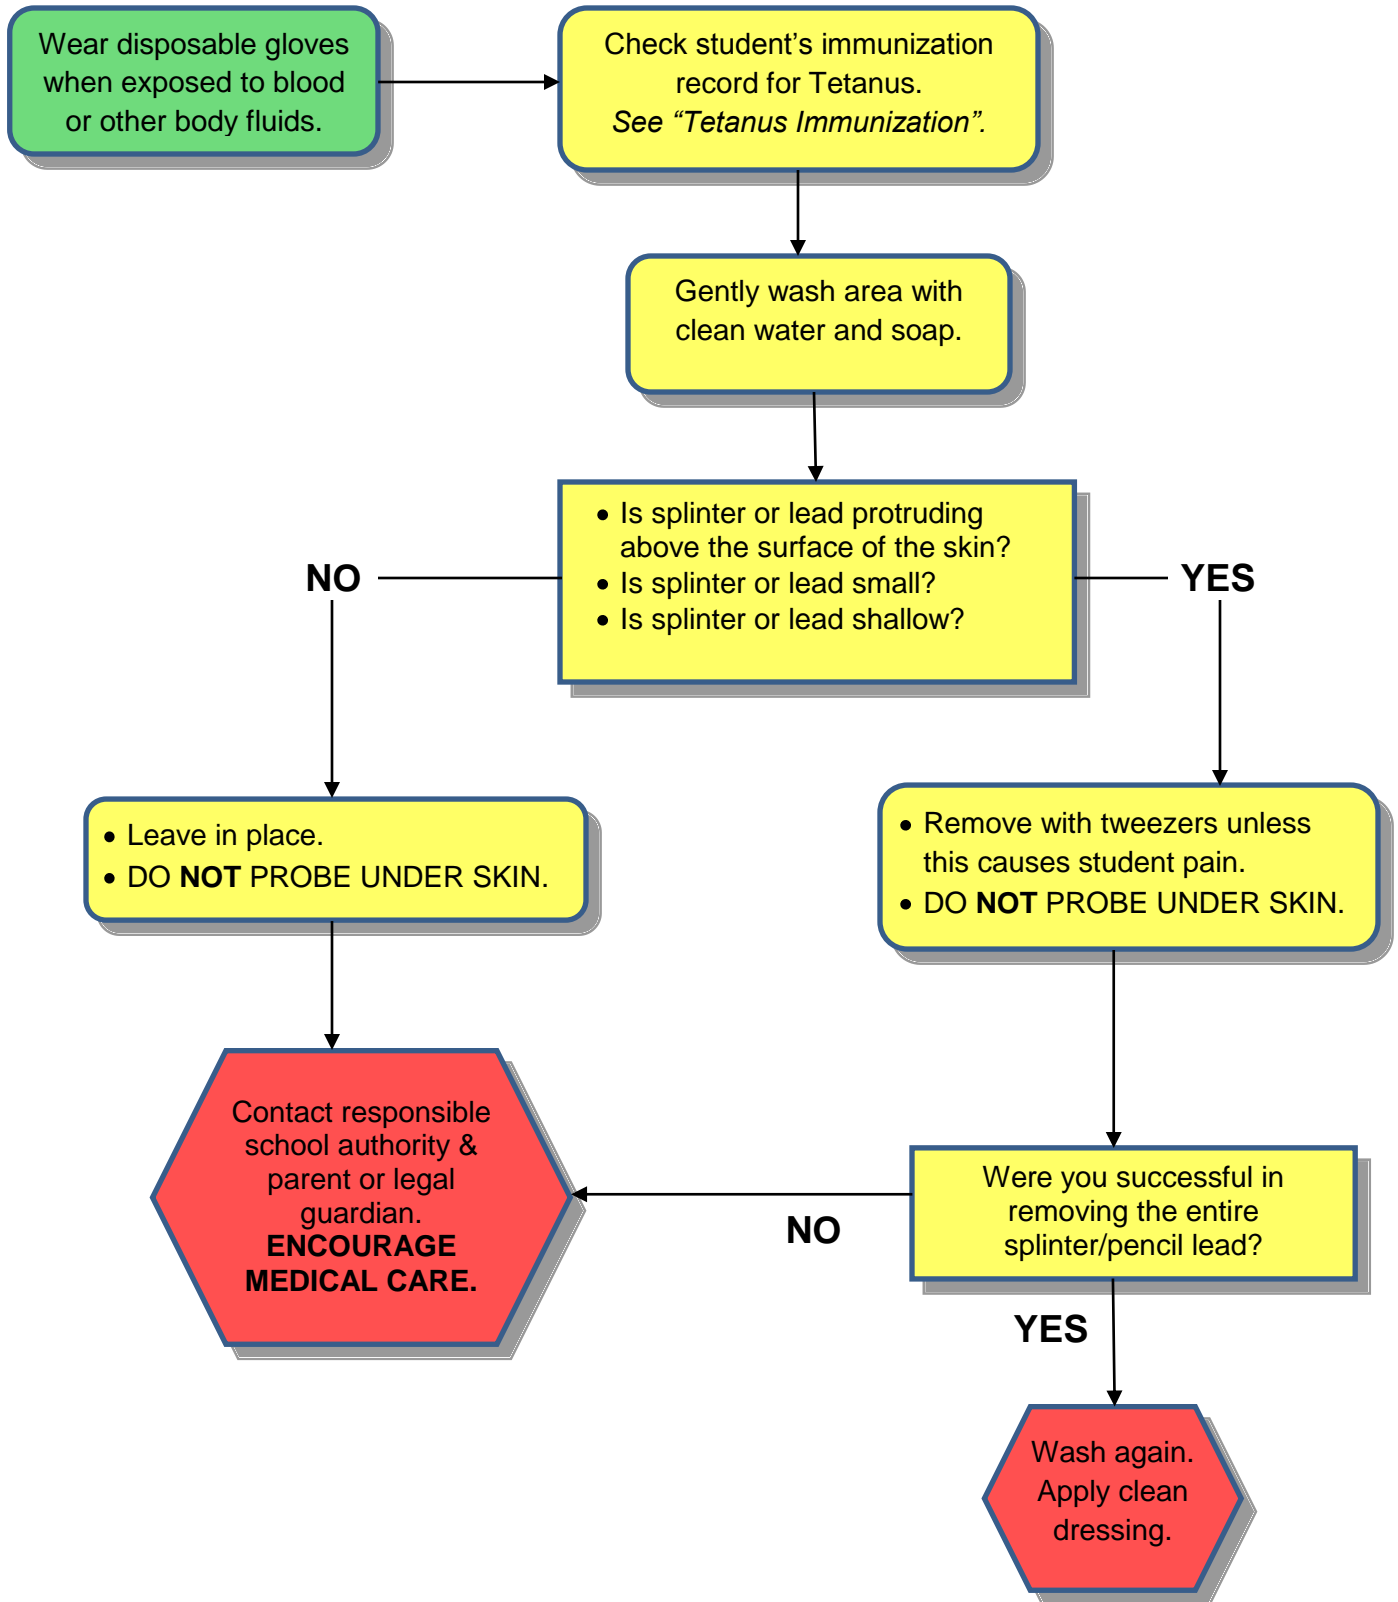 Wear disposable gloves
when exposed to blood
or other body fluids.
Check student’s immunization
record for Tetanus.
See “Tetanus Immunization”.
Gently wash area with
clean water and soap.
• Is splinter or lead protruding
above the surface of the skin?
• Is splinter or lead small?
• Is splinter or lead shallow?
NO
YES
• Leave in place.
• DO NOT PROBE UNDER SKIN.
• Remove with tweezers unless
this causes student pain.
• DO NOT PROBE UNDER SKIN.
Contact responsible
school authority &
parent or legal
guardian.
ENCOURAGE
MEDICAL CARE.
NO
Were you successful in
removing the entire
splinter/pencil lead?
YES
Wash again.
Apply clean
dressing.